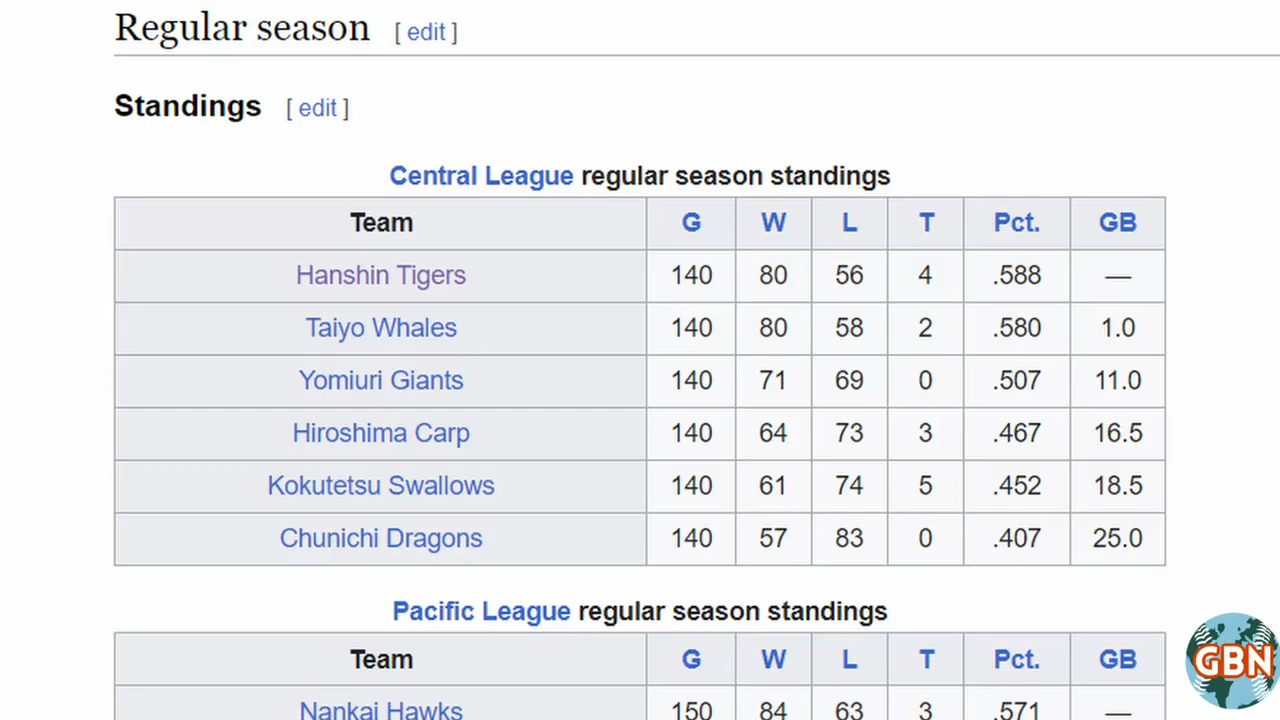 Regular season [ edit ]
Standings [ edit ]
Central League regular season standings
Team G W L T Pct. GB
Hanshin Tigers 140 80 56 4 .588 —
Taiyo Whales 140 80 58 2 .580 1.0
Yomiuri Giants 140 71 69 0 .507 11.0
Hiroshima Carp 140 64 73 3 .467 16.5
Kokutetsu Swallows 140 61 74 5 .452 18.5
Chunichi Dragons 140 57 83 0 .407 25.0
Pacific League regular season standings
Team G W L T Pct. GB
Nankai Hawks 150 84 63 3 .571 —
GBN